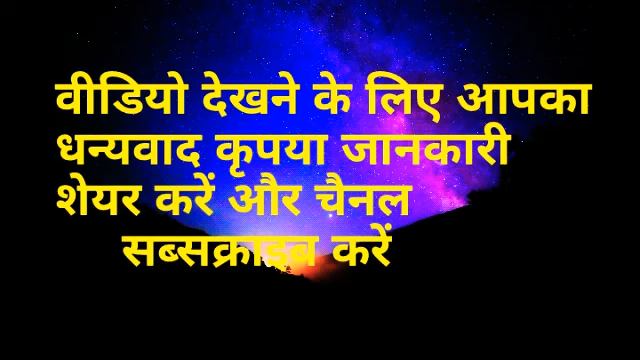 वीडियो देखने के लिए आपका
धन्यवाद कृपया जानकारी
शेयर करें और चैनल
सब्सक्राइब करें